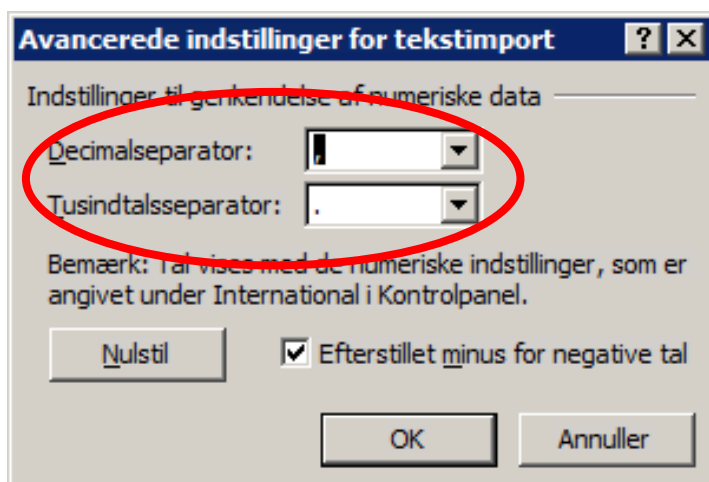 Avancerede indstillinger for tekstimport
Indstillinger til genkendelse af numeriske data
Decimalseparator: ,
Tusindtalsseparator: .
Bemærk: Tal vises med de numeriske indstillinger, som er
angivet under International i Kontrolpanel.
Nulstil
Efterstillet minus for negative tal
OK
Annuller